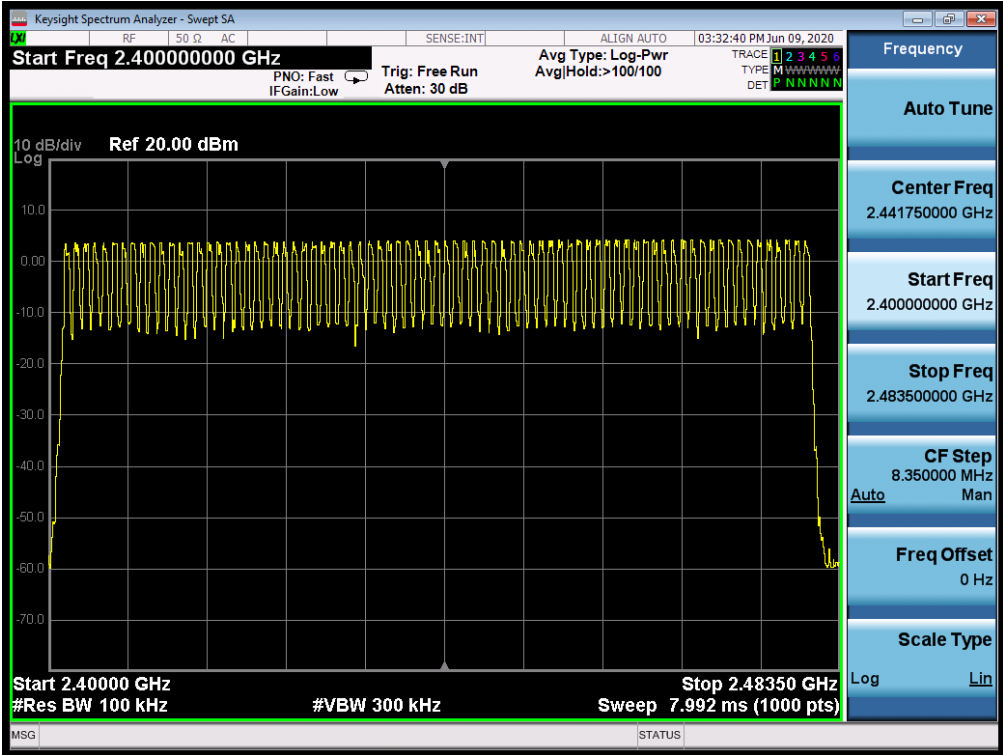 Keysight Spectrum Analyzer - Swept SA
LXI RF 50 Ω AC SENSE:INT ALIGN AUTO 03:32:40 PM Jun 09, 2020
Start Freq 2.400000000 GHz
PNO: Fast
IFGain:Low
Trig: Free Run
Atten: 30 dB
Avg Type: Log-Pwr
Avg|Hold:>100/100
TRACE 1 2 3 4 5 6
TYPE M WWWWW
DET P N N N N N
10 dB/div Ref 20.00 dBm
Log
10.0
0.00
-10.0
-20.0
-30.0
-40.0
-50.0
-60.0
-70.0
Start 2.40000 GHz Stop 2.48350 GHz
#Res BW 100 kHz #VBW 300 kHz Sweep 7.992 ms (1000 pts)
MSG STATUS
Frequency
Auto Tune
Center Freq
2.441750000 GHz
Start Freq
2.400000000 GHz
Stop Freq
2.483500000 GHz
CF Step
8.350000 MHz
Auto Man
Freq Offset
0 Hz
Scale Type
Log Lin